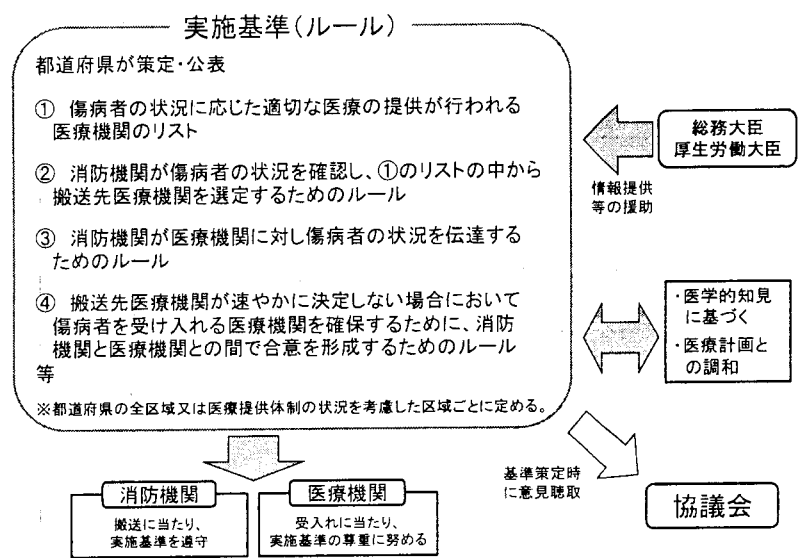 実施基準(ルール)
都道府県が策定・公表
① 傷病者の状況に応じた適切な医療の提供が行われる
医療機関のリスト
② 消防機関が傷病者の状況を確認し、①のリストの中から
搬送先医療機関を選定するためのルール
③ 消防機関が医療機関に対し傷病者の状況を伝達する
ためのルール
④ 搬送先医療機関が速やかに決定しない場合において
傷病者を受け入れる医療機関を確保するために、消防
機関と医療機関との間で合意を形成するためのルール
等
※都道府県の全区域又は医療提供体制の状況を考慮した区域ごとに定める。
総務大臣
厚生労働大臣
情報提供
等の援助
・医学的知見
に基づく
・医療計画と
の調和
基準策定時
に意見聴取
協議会
消防機関
搬送に当たり、
実施基準を遵守
医療機関
受入れに当たり、
実施基準の尊重に努める